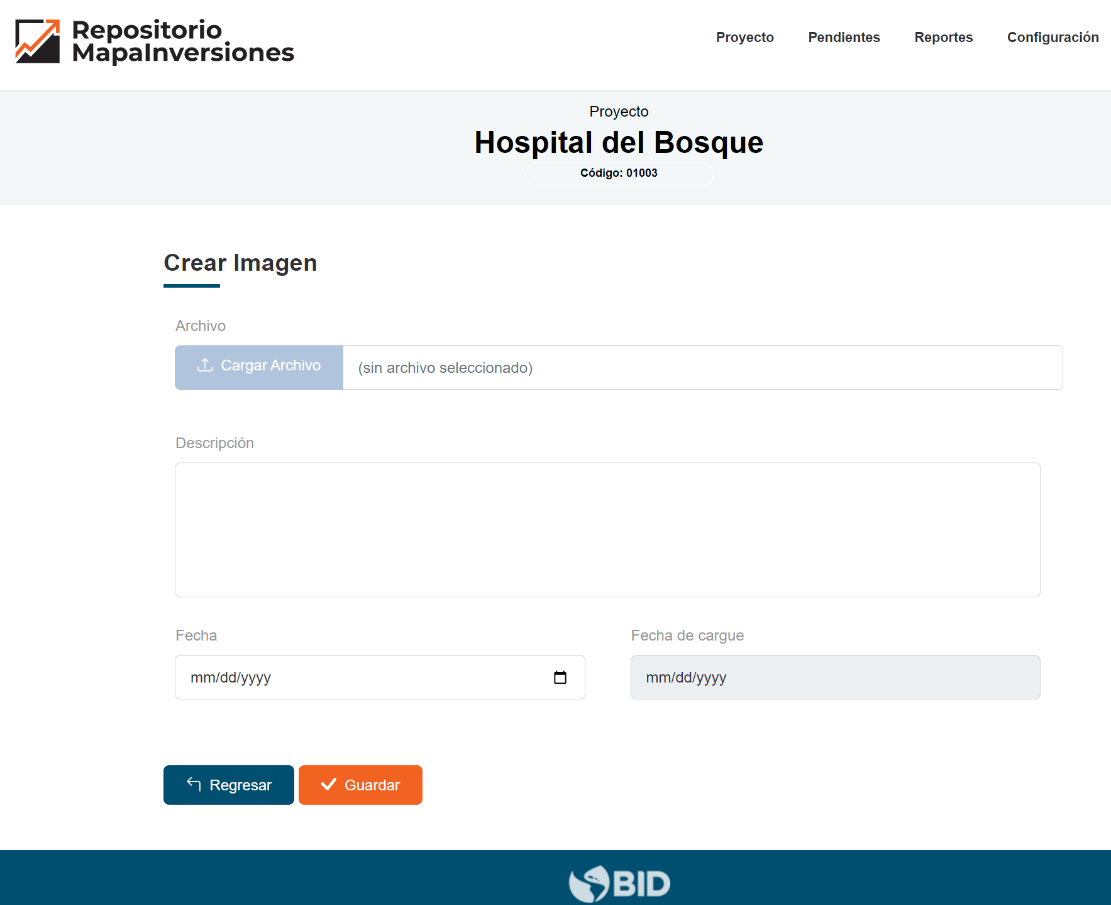 Repositorio
MapaInversiones
Proyecto Pendientes Reportes Configuración
Proyecto
Hospital del Bosque
Código: 01003
Crear Imagen
Archivo
Cargar Archivo (sin archivo seleccionado)
Descripción
Fecha Fecha de cargue
mm/dd/yyyy mm/dd/yyyy
Regresar Guardar
BID